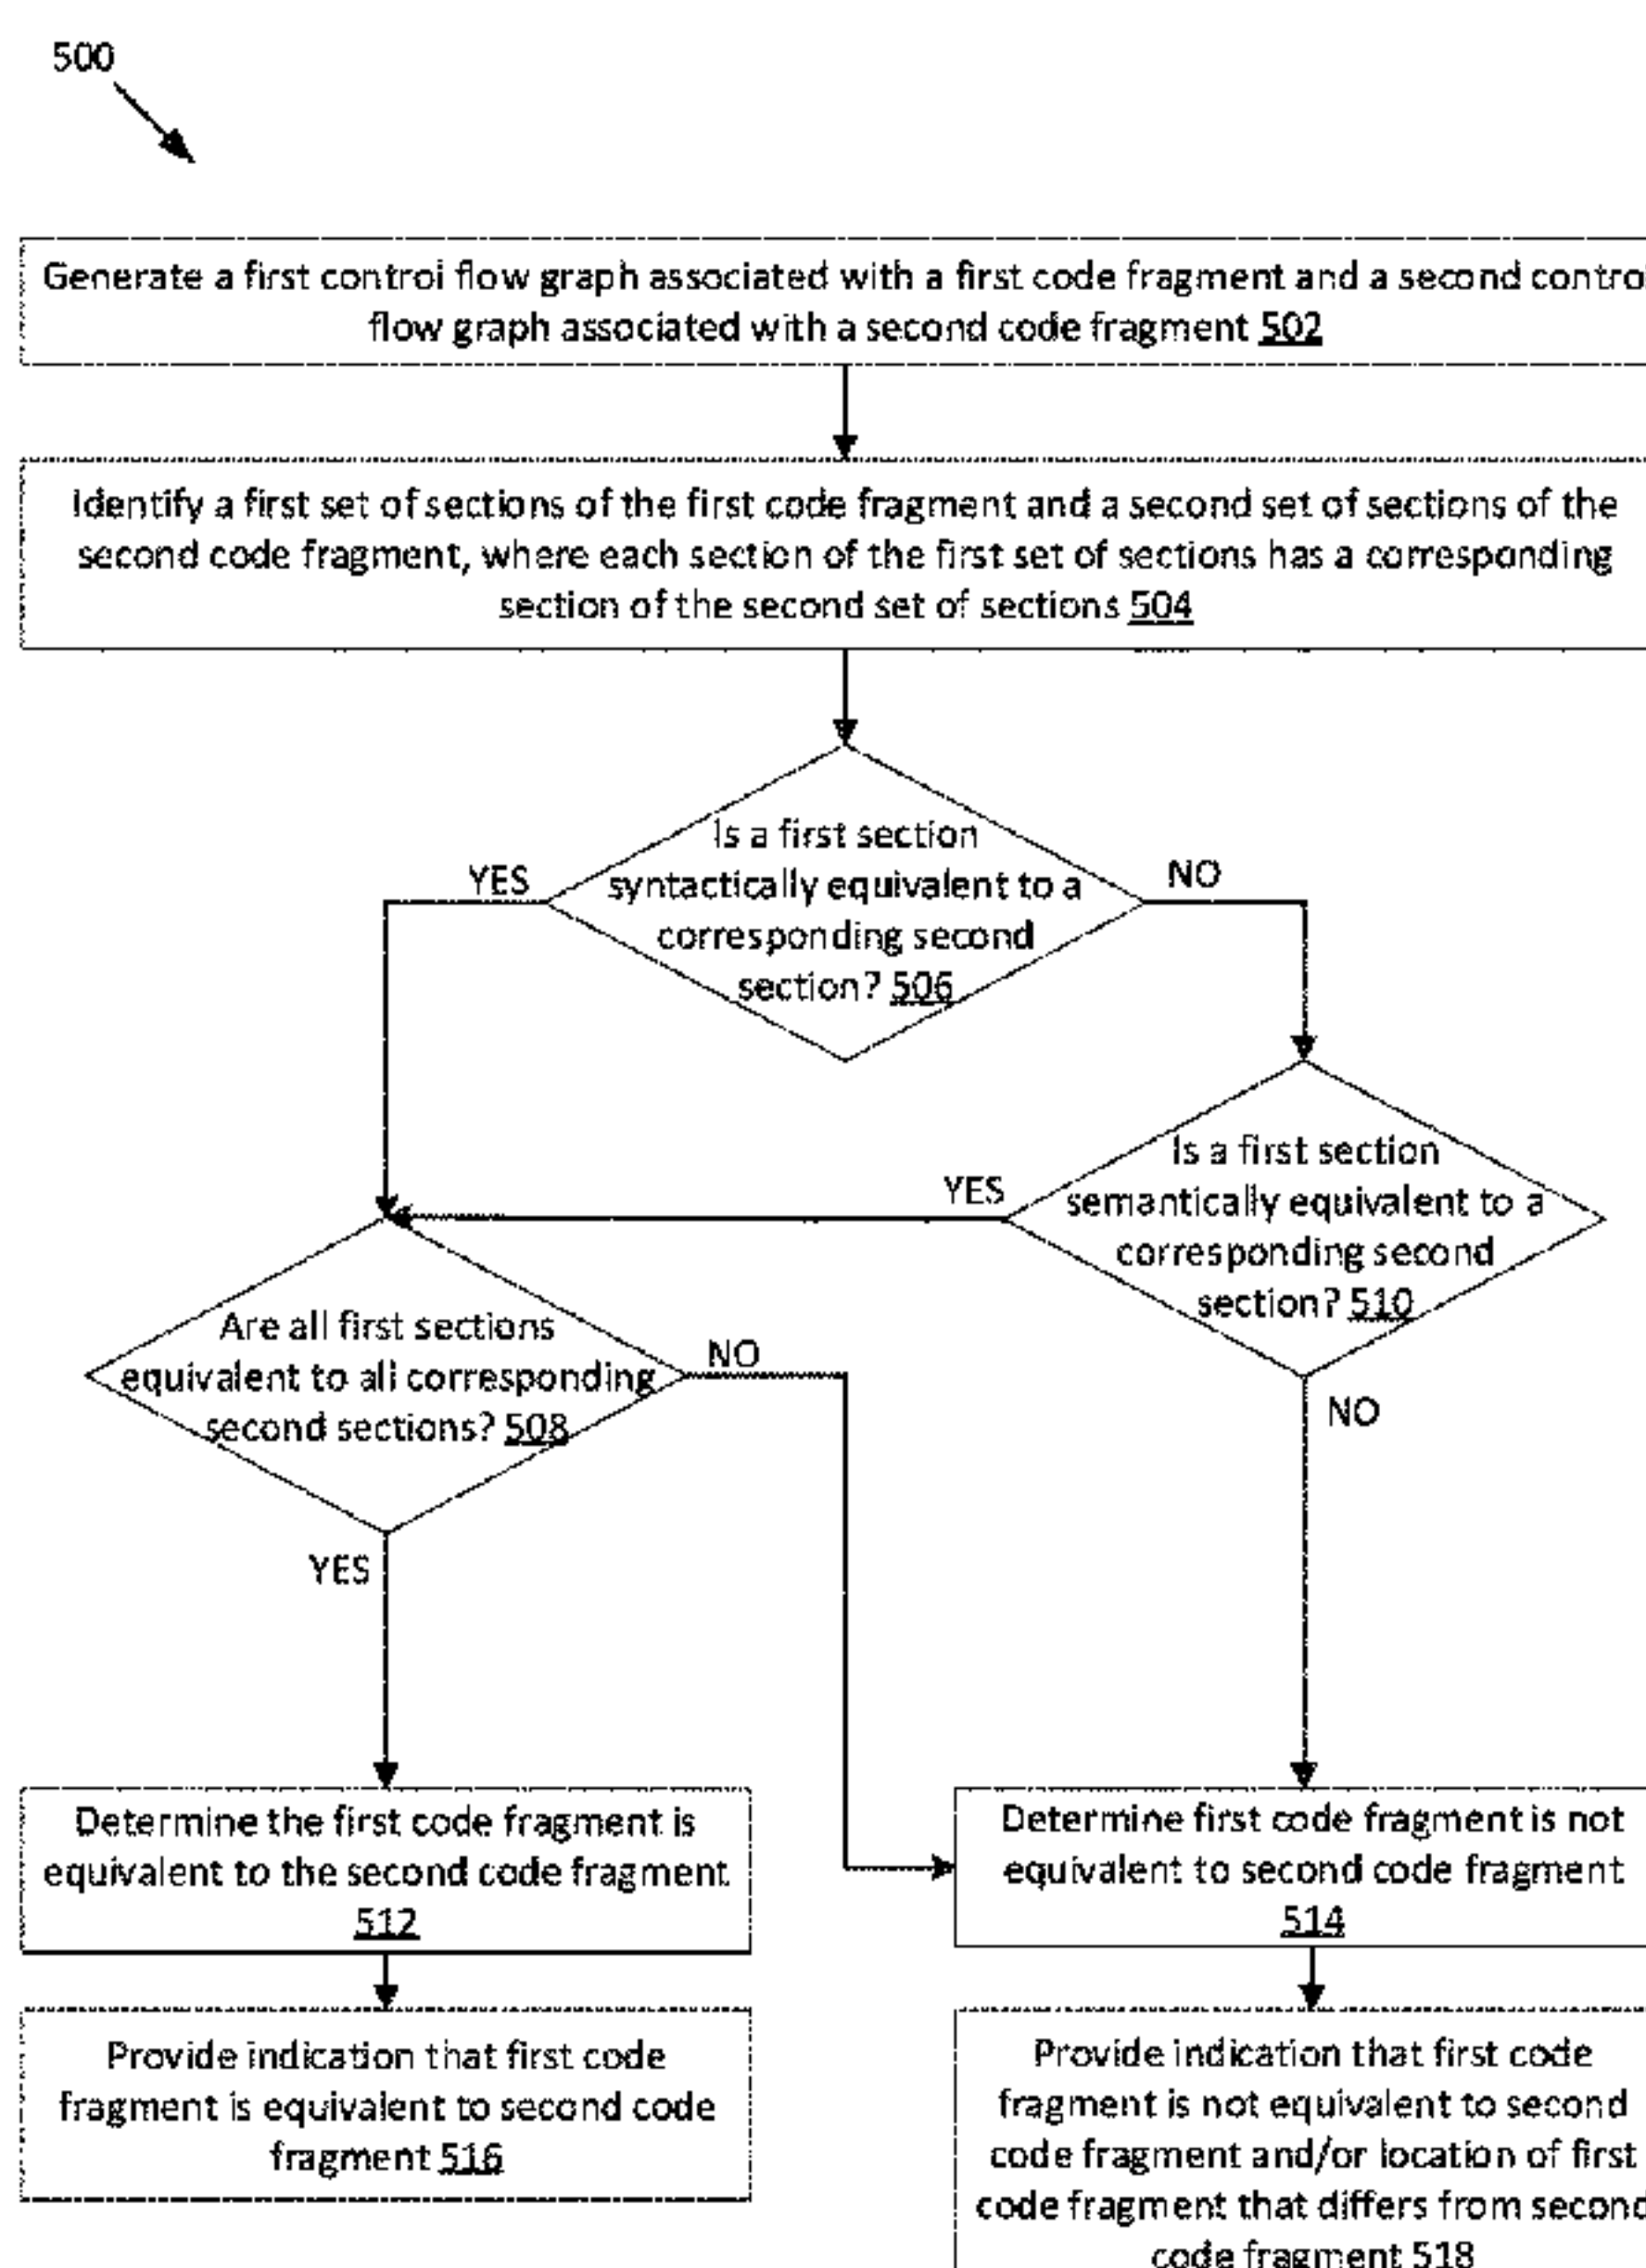 500
Generate a first control flow graph associated with a first code fragment and a second control
flow graph associated with a second code fragment 502
Identify a first set of sections of the first code fragment and a second set of sections of the
second code fragment, where each section of the first set of sections has a corresponding
section of the second set of sections 504
Is a first section
syntactically equivalent to a
corresponding second
section? 506
YES
NO
Is a first section
semantically equivalent to a
corresponding second
section? 510
YES
NO
Are all first sections
equivalent to all corresponding
second sections? 508
NO
YES
Determine the first code fragment is
equivalent to the second code fragment
512
Determine first code fragment is not
equivalent to second code fragment
514
Provide indication that first code
fragment is equivalent to second code
fragment 516
Provide indication that first code
fragment is not equivalent to second
code fragment and/or location of first
code fragment that differs from second
code fragment 518